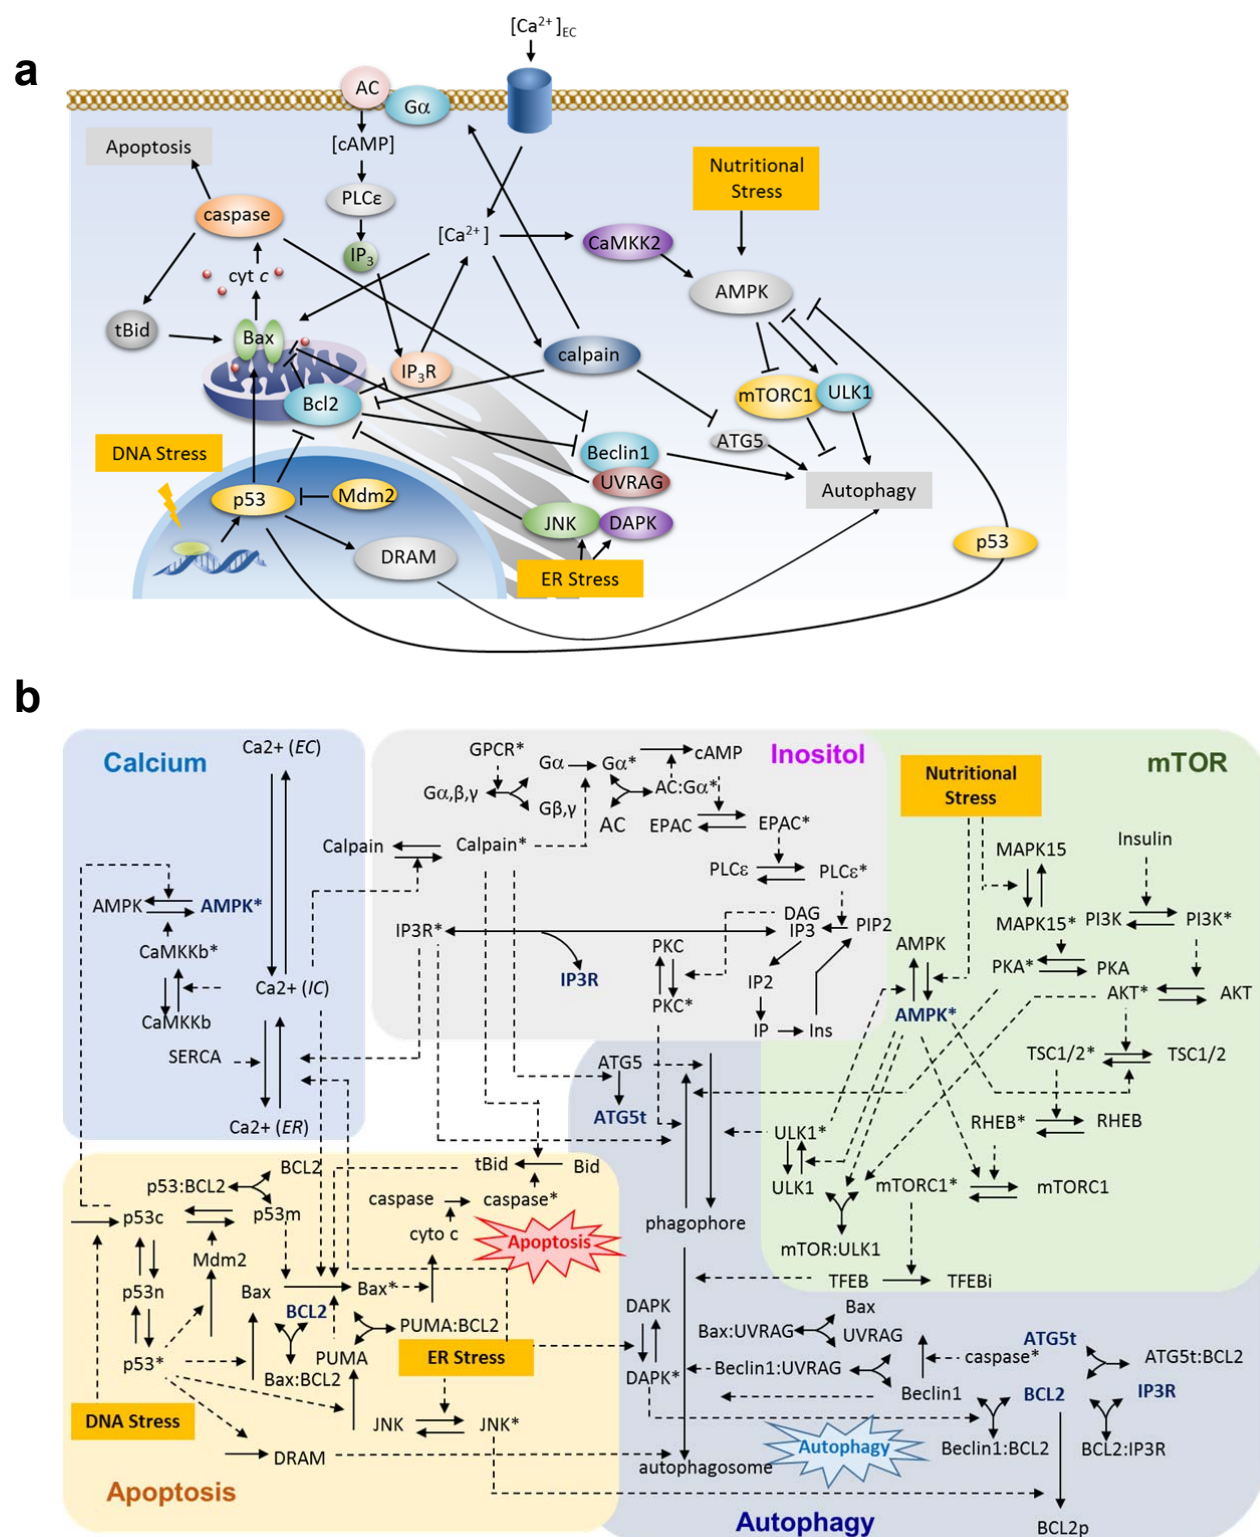 a
[Ca2+]EC
AC
Gα
[cAMP]
Apoptosis
Nutritional
Stress
PLCε
caspase
[Ca2+]
CaMKK2
IP3
cyt c
AMPK
tBid
Bax
calpain
IP3R
mTORC1
ULK1
Bcl2
ATG5
DNA Stress
Beclin1
UVRAG
Autophagy
p53
Mdm2
JNK
DAPK
p53
DRAM
ER Stress
b
Calcium
Ca2+ (EC)
AMPK
AMPK*
CaMKKb*
Ca2+ (IC)
CaMKKb
SERCA
Ca2+ (ER)
Inositol
GPCR*
Gα
Gα*
cAMP
Gα,β,γ
Gβ,γ
AC:Gα*
AC
EPAC
EPAC*
Calpain
Calpain*
PLCε
PLCε*
DAG
IP3R*
IP3
PIP2
PKC
IP3R
IP2
PKC*
IP
Ins
mTOR
Nutritional
Stress
MAPK15
Insulin
MAPK15*
PI3K
PI3K*
AMPK
PKA*
PKA
AKT*
AKT
AMPK*
TSC1/2*
TSC1/2
RHEB*
RHEB
ULK1*
ULK1
mTORC1*
mTORC1
mTOR:ULK1
TFEB
TFEBi
ATG5
ATG5t
phagophore
BCL2
tBid
Bid
p53:BCL2
p53m
caspase
caspase*
p53c
cyto c
Apoptosis
Mdm2
p53n
Bax
Bax*
BCL2
PUMA:BCL2
p53*
PUMA
ER Stress
Bax:BCL2
DNA Stress
JNK
JNK*
DRAM
Apoptosis
DAPK
Bax
Bax:UVRAG
UVRAG
ATG5t
caspase*
ATG5t:BCL2
DAPK*
Beclin1:UVRAG
Beclin1
BCL2
IP3R
Autophagy
Beclin1:BCL2
BCL2:IP3R
autophagosome
Autophagy
BCL2p